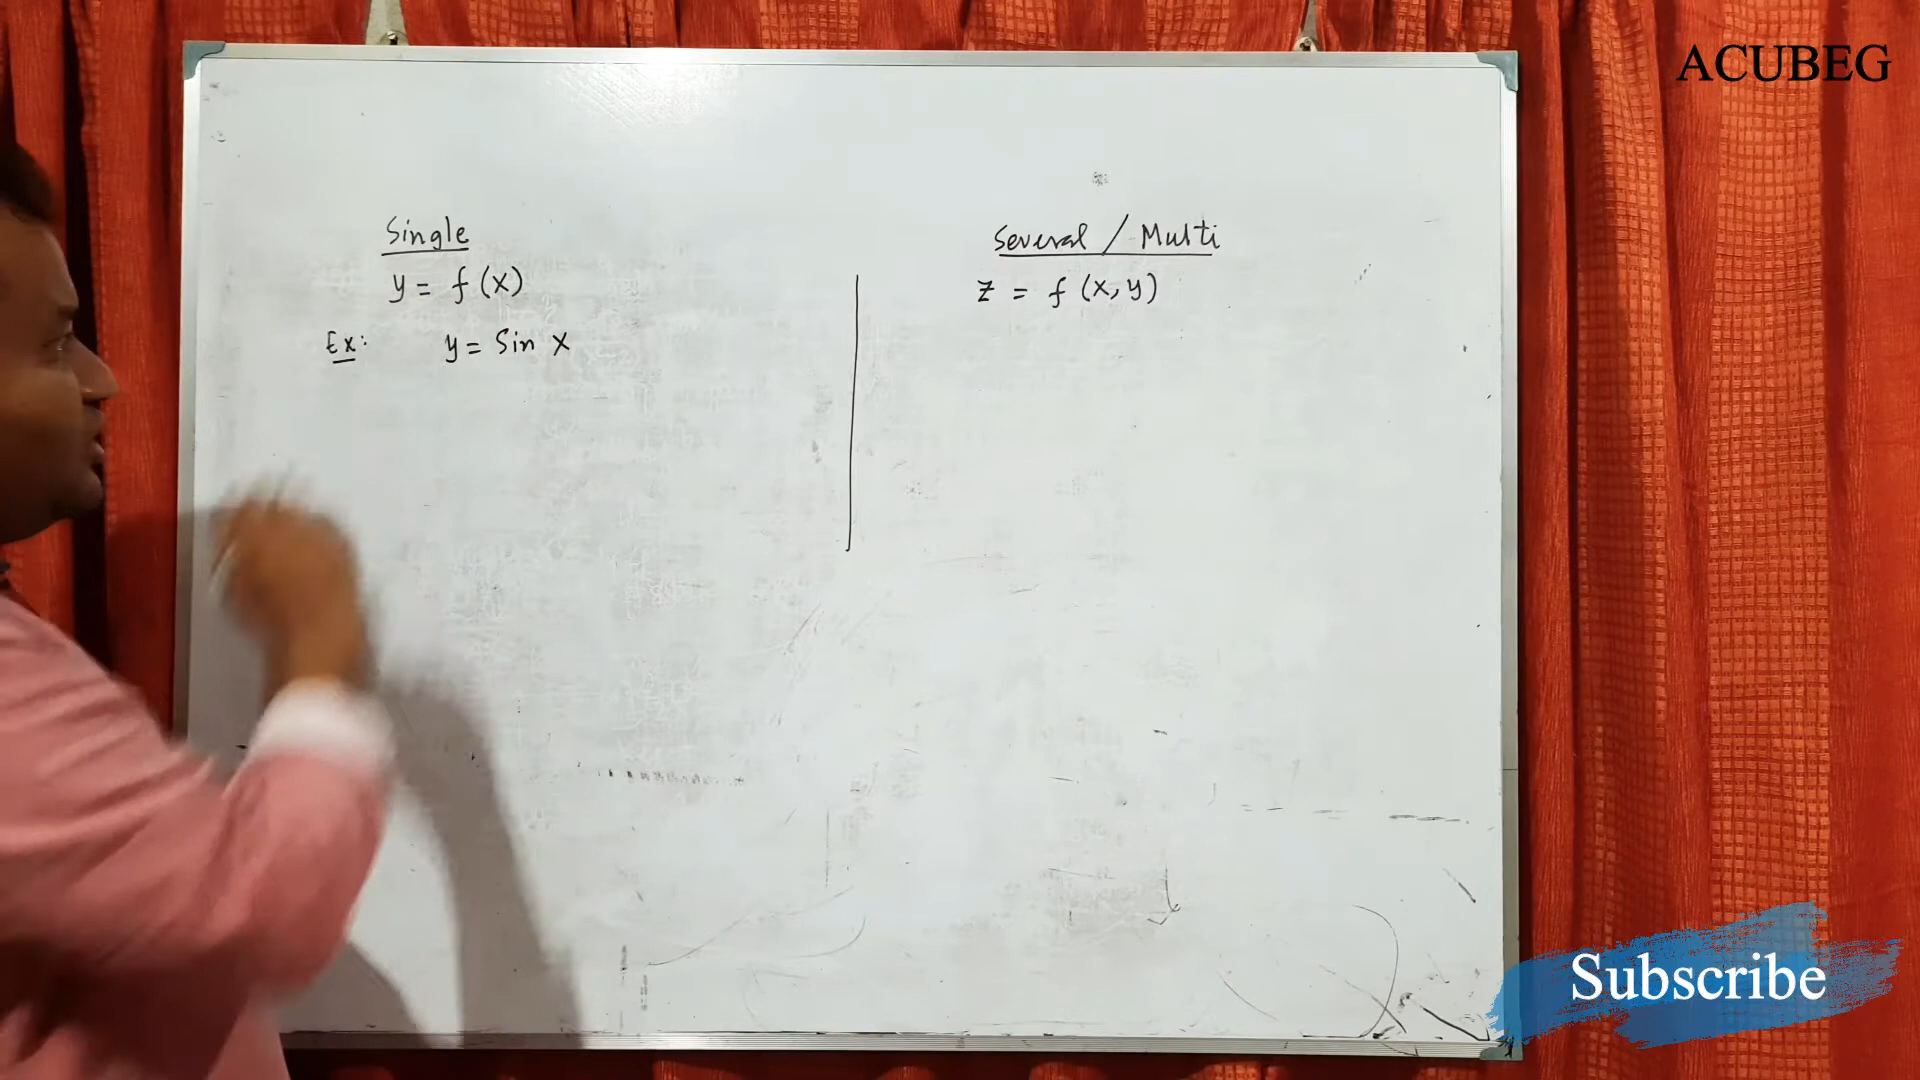 ACUBEG
Single
y = f(x)
Ex: y = Sin x
Several / Multi
z = f(x, y)
Subscribe